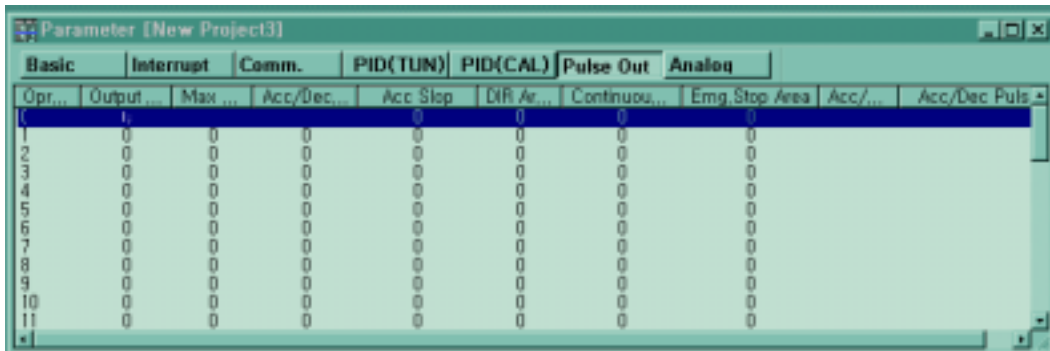 Parameter [New Project3]
Basic Interrupt Comm. PID(TUN) PID(CAL) Pulse Out Analog
Opr... Output ... Max ... Acc/Dec... Acc Slop DIR Ar... Continuou... Emg.Stop Area Acc/... Acc/Dec Puls
0 0 0 0 0
1 0 0 0 0 0 0 0
2 0 0 0 0 0 0 0
3 0 0 0 0 0 0 0
4 0 0 0 0 0 0 0
5 0 0 0 0 0 0 0
6 0 0 0 0 0 0 0
7 0 0 0 0 0 0 0
8 0 0 0 0 0 0 0
9 0 0 0 0 0 0 0
10 0 0 0 0 0 0 0
11 0 0 0 0 0 0 0